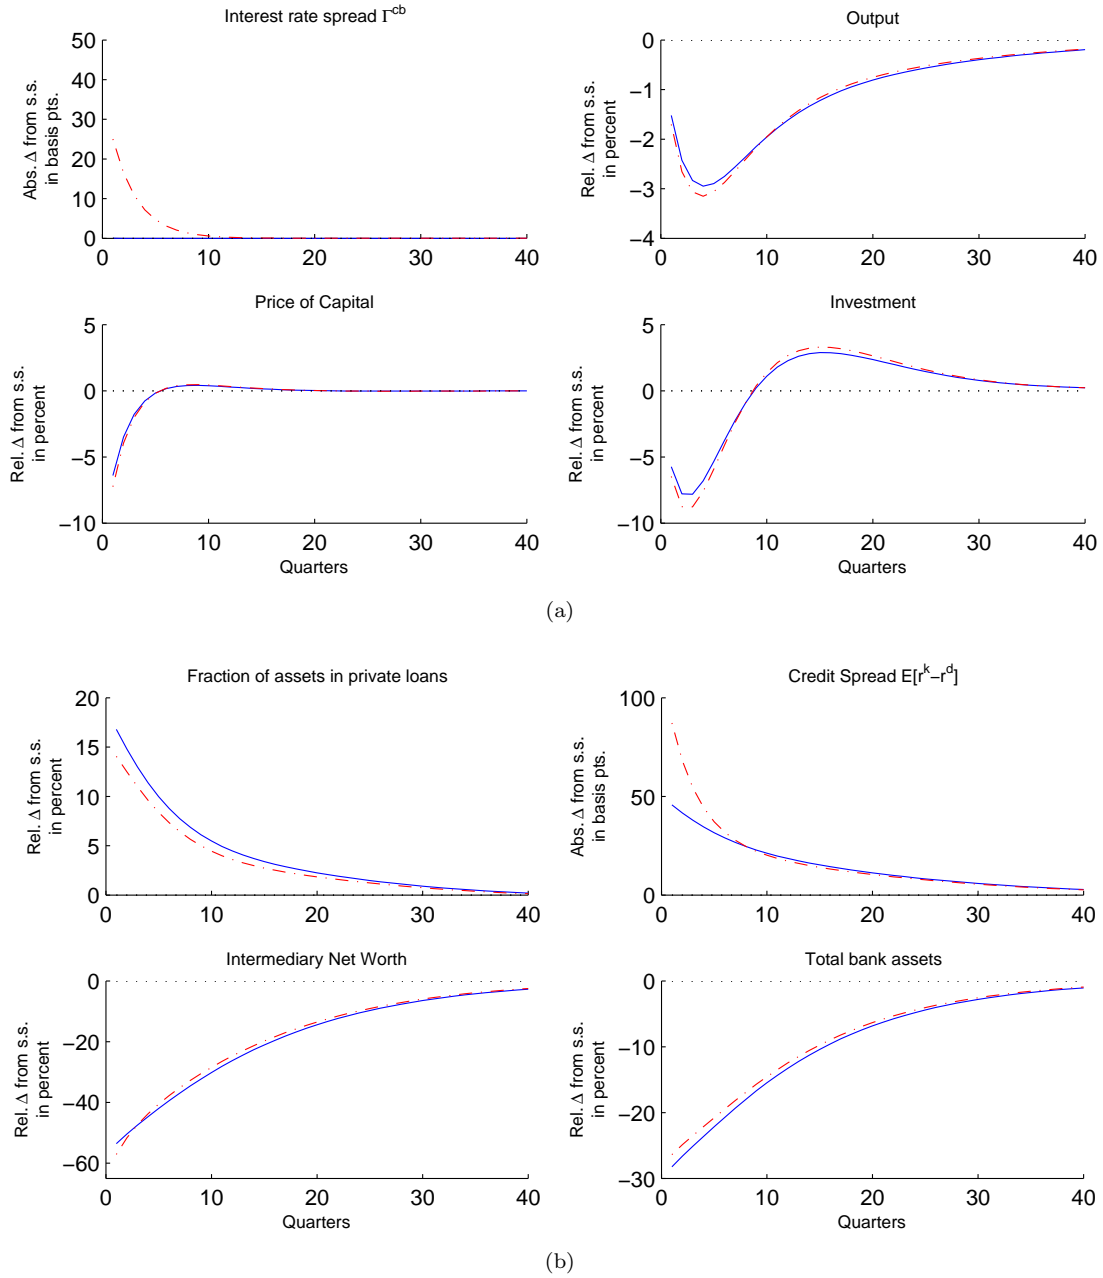 Interest rate spread Γ^cb
Abs. Δ from s.s.
in basis pts.
50
40
30
20
10
0
0 10 20 30 40
Output
Rel. Δ from s.s.
in percent
0
−1
−2
−3
−4
0 10 20 30 40
Price of Capital
Rel. Δ from s.s.
in percent
5
0
−5
−10
0 10 20 30 40
Quarters
Investment
Rel. Δ from s.s.
in percent
5
0
−5
−10
0 10 20 30 40
Quarters
(a)
Fraction of assets in private loans
Rel. Δ from s.s.
in percent
20
15
10
5
0
0 10 20 30 40
Credit Spread E[r^k−r^d]
Abs. Δ from s.s.
in basis pts.
100
50
0
0 10 20 30 40
Intermediary Net Worth
Rel. Δ from s.s.
in percent
0
−20
−40
−60
0 10 20 30 40
Quarters
Total bank assets
Rel. Δ from s.s.
in percent
0
−10
−20
−30
0 10 20 30 40
Quarters
(b)